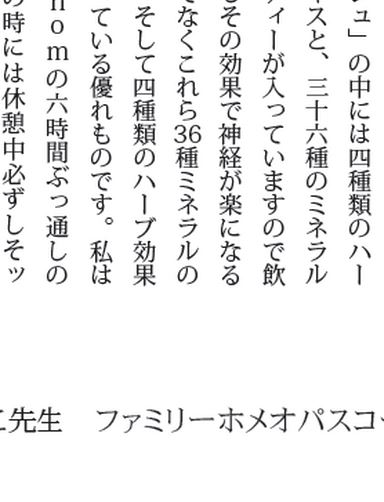 ュ」の中には四種類のハー
スと、三十六種のミネラル
ィーが入っていますので飲
その効果で神経が楽になる
なくこれら36種ミネラルの
そして四種類のハーブ効果
ている優れものです。私は
omの六時間ぶっ通しの
の時には休憩中必ずしそッ
先生　ファミリーホメオパスコ